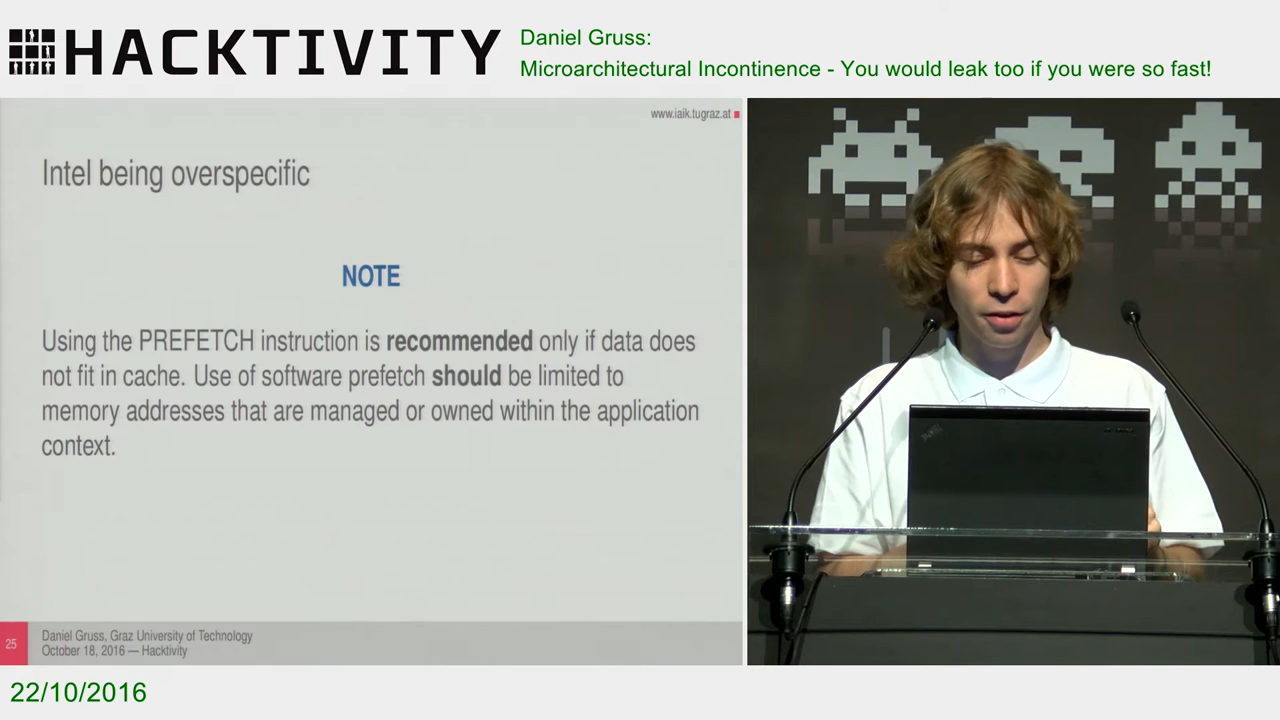 HACKTIVITY
Daniel Gruss:
Microarchitectural Incontinence - You would leak too if you were so fast!
www.iaik.tugraz.at
Intel being overspecific
NOTE
Using the PREFETCH instruction is recommended only if data does
not fit in cache. Use of software prefetch should be limited to
memory addresses that are managed or owned within the application
context.
25
Daniel Gruss, Graz University of Technology
October 18, 2016 — Hacktivity
22/10/2016